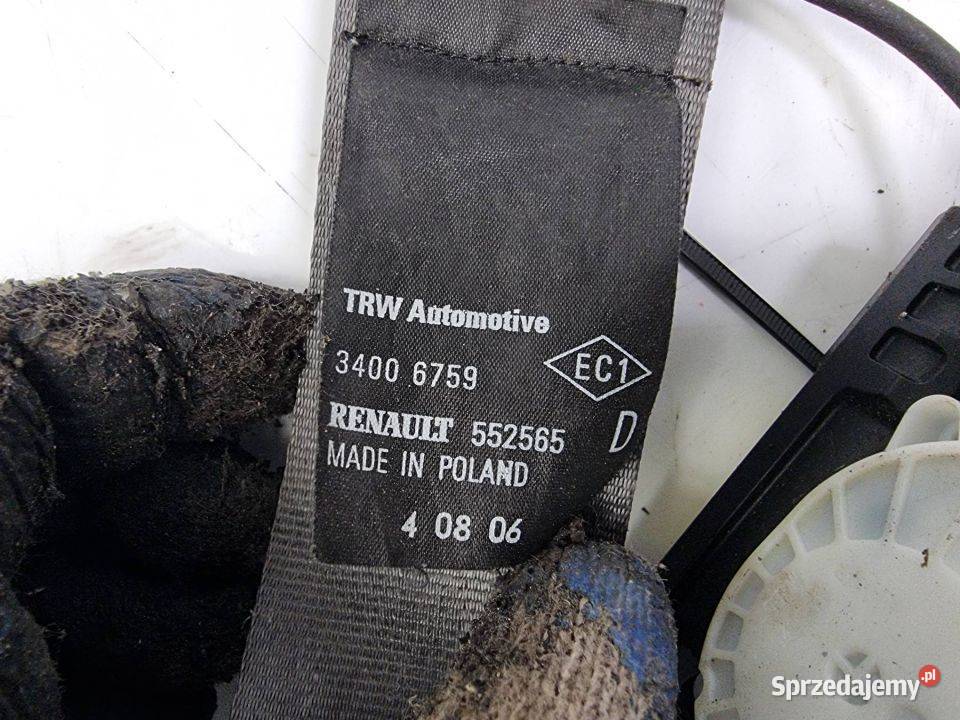 TRW Automotive
3400 6759
EC1
RENAULT 552565 D
MADE IN POLAND
4 08 06
Sprzedajemy.pl